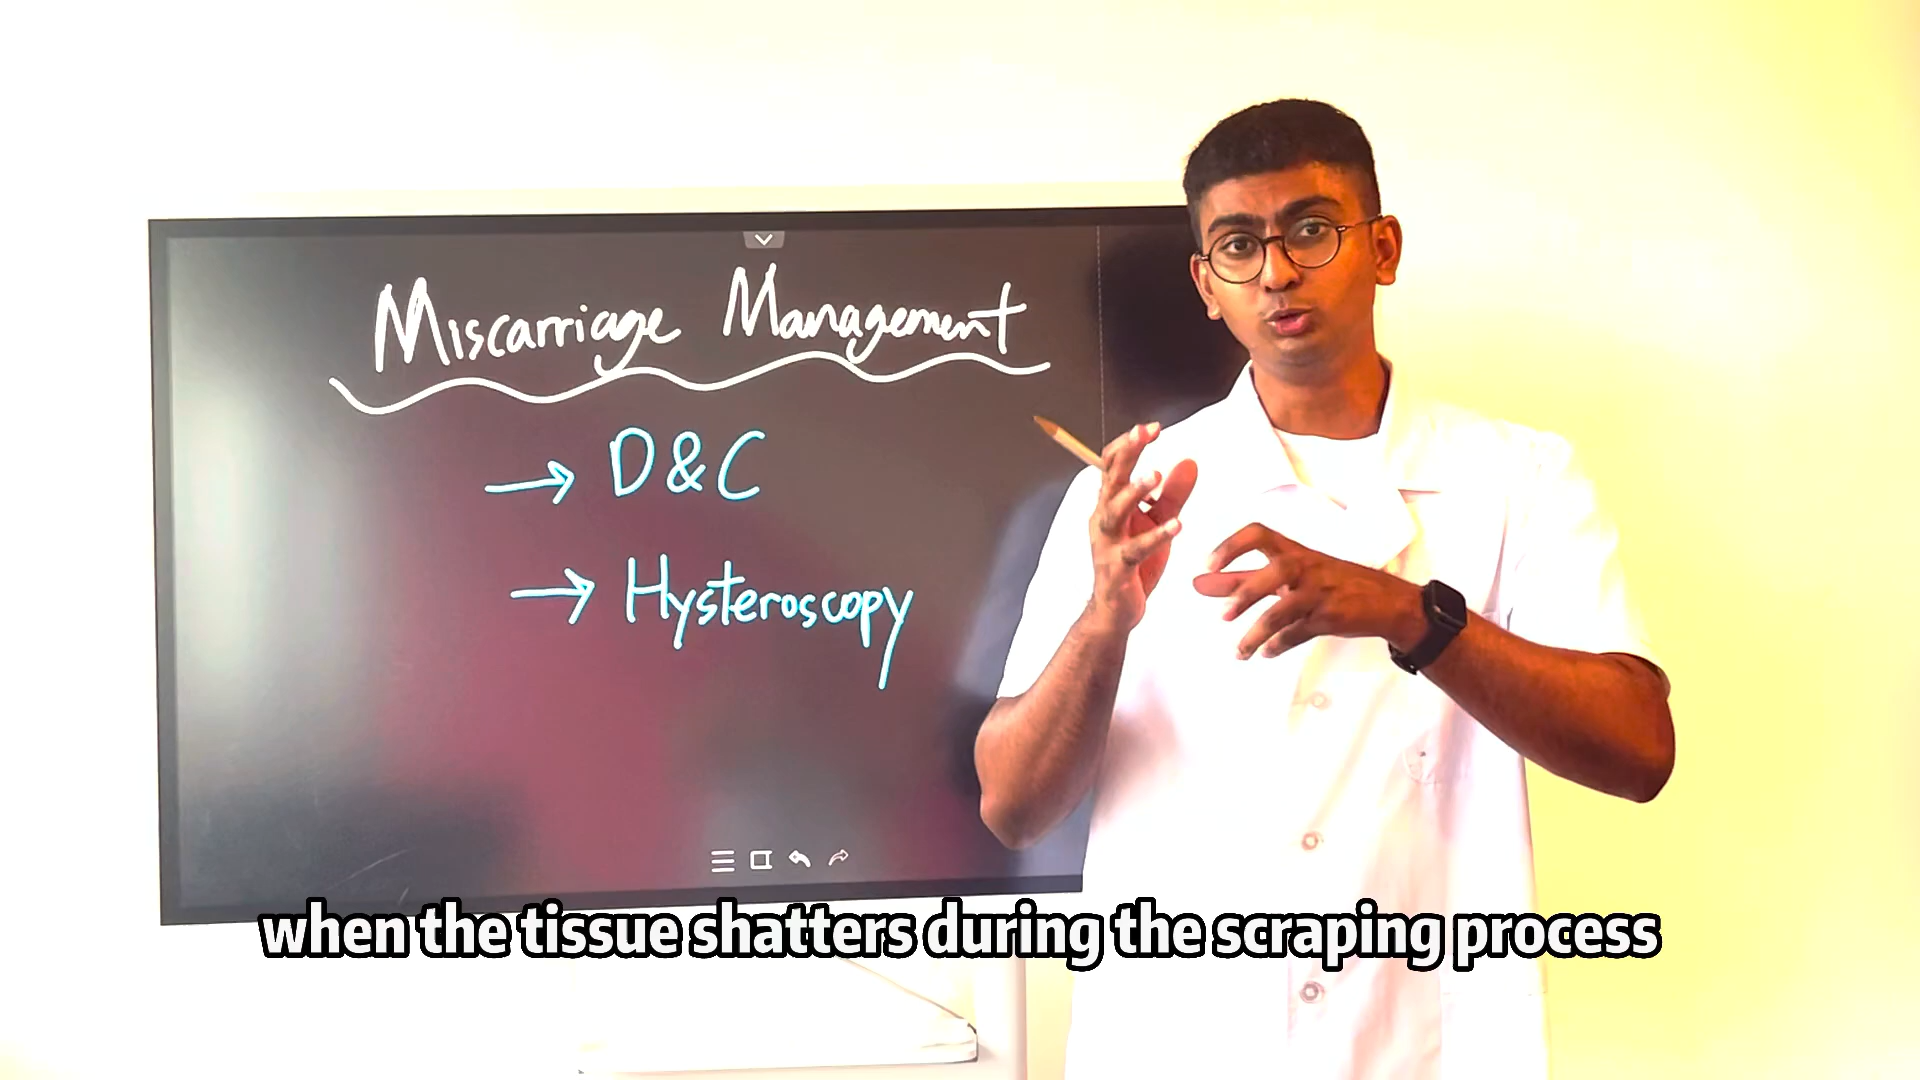 Miscarriage Management
→ D&C
→ Hysteroscopy
when the tissue shatters during the scraping process